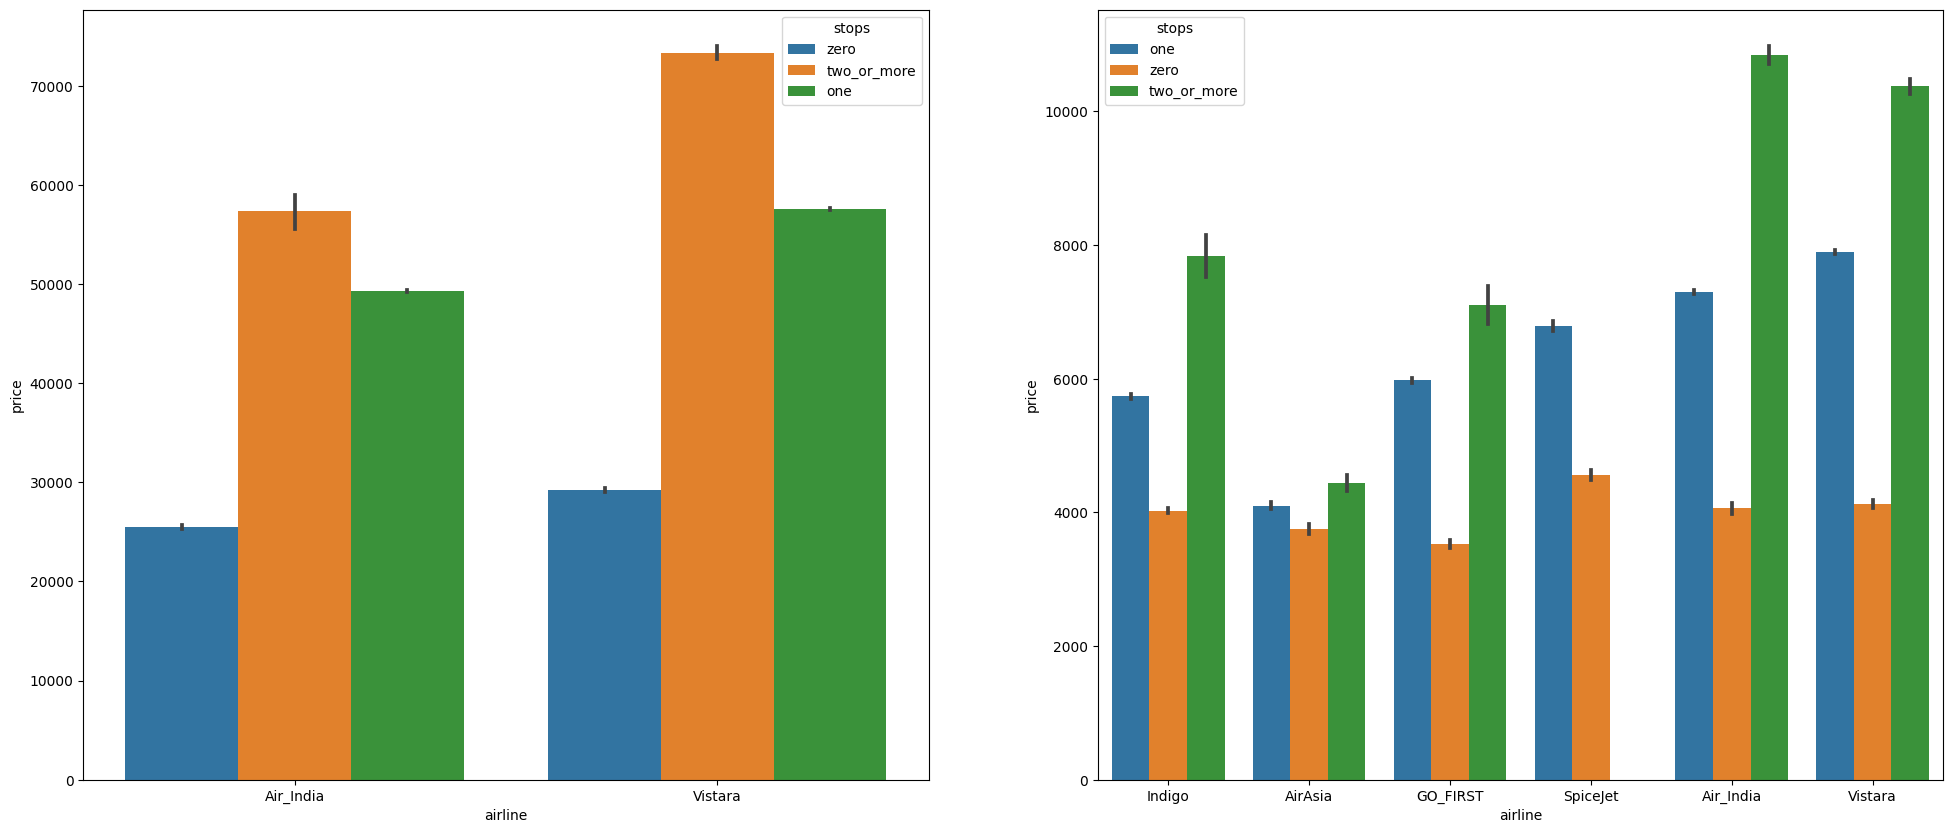 stops
zero
two_or_more
one
70000
60000
50000
40000
30000
20000
10000
0
price
Air_India Vistara
airline
stops
one
zero
two_or_more
10000
8000
6000
4000
2000
0
price
Indigo AirAsia GO_FIRST SpiceJet Air_India Vistara
airline